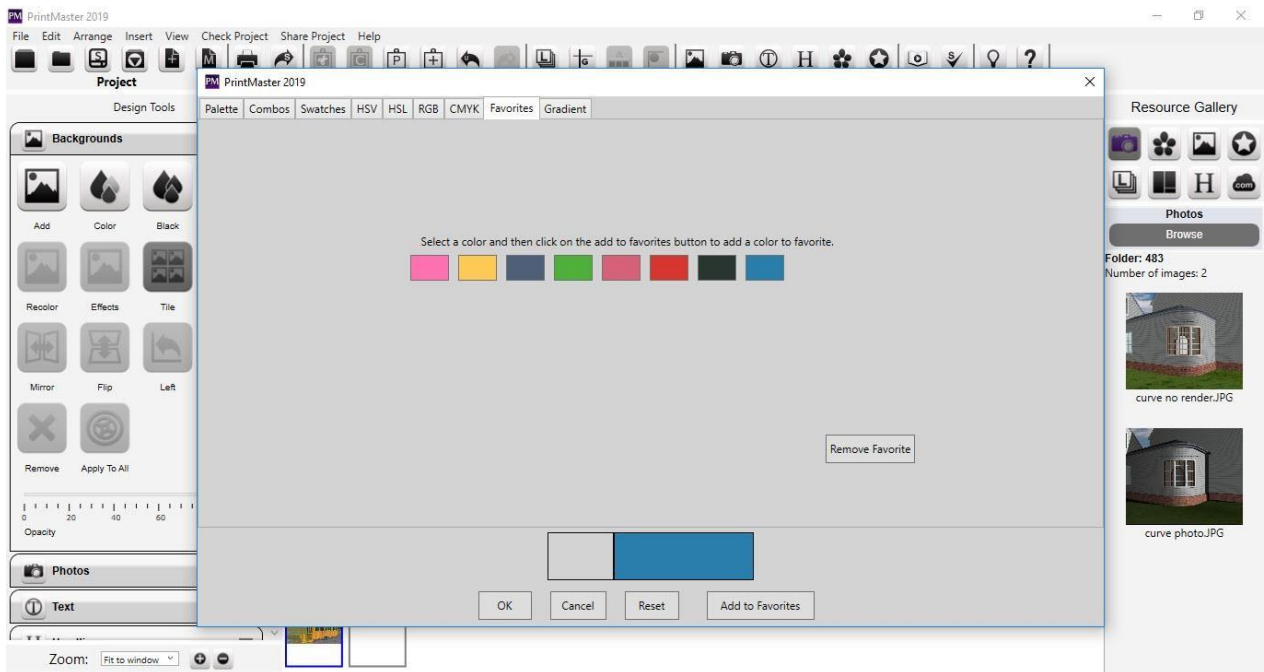 PM PrintMaster 2019
File Edit Arrange Insert View Check Project Share Project Help
Project
Design Tools
Backgrounds
Add Color Black
Recolor Effects Tile
Mirror Flip Left
Remove Apply To All
0 20 40 60
Opacity
Photos
Text
Zoom: Fit to window
PM PrintMaster 2019
Palette Combos Swatches HSV HSL RGB CMYK Favorites Gradient
Select a color and then click on the add to favorites button to add a color to favorite.
Remove Favorite
OK Cancel Reset Add to Favorites
Resource Gallery
L H com
Photos
Browse
Folder: 483
Number of images: 2
curve no render.JPG
curve photo.JPG